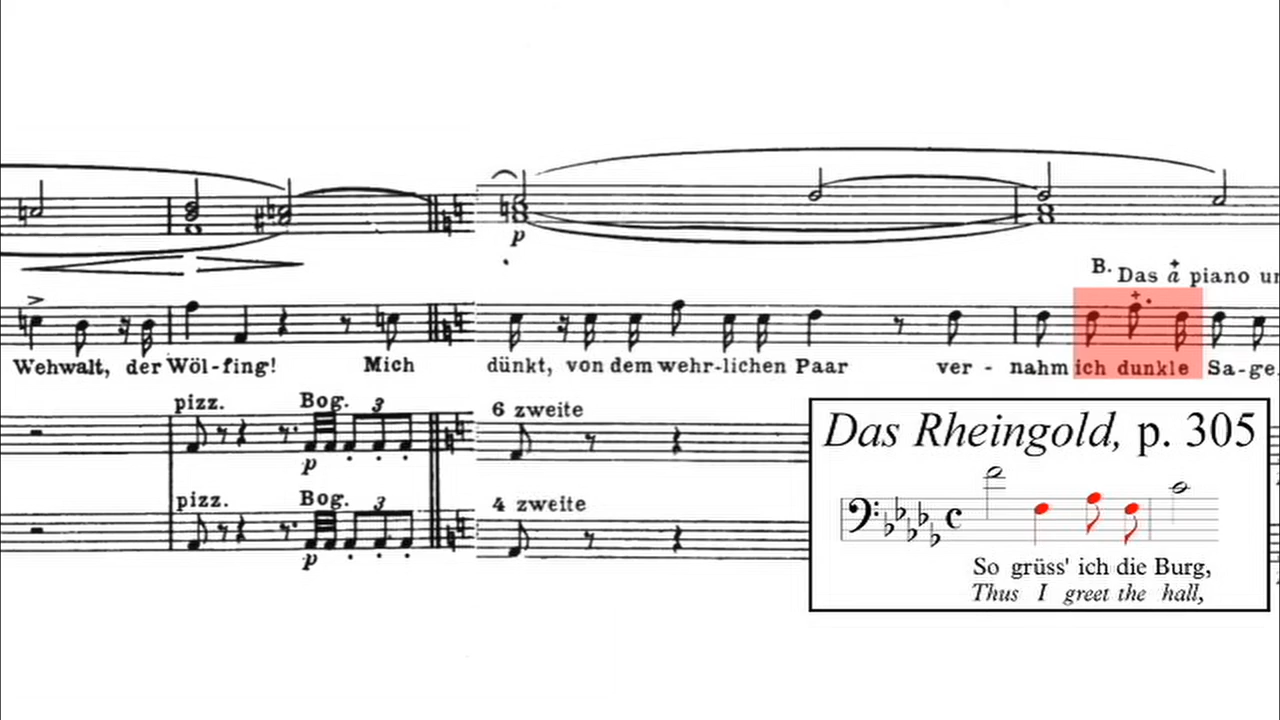 p
B. Das a piano un
Wehwalt, der Wöl-fing! Mich dünkt, von dem wehr-lichen Paar ver - nahm ich dunkle Sa-ge.
pizz. Bog. 3 6 zweite
p
pizz. Bog. 3 4 zweite
p
Das Rheingold, p. 305
So grüss' ich die Burg,
Thus I greet the hall,